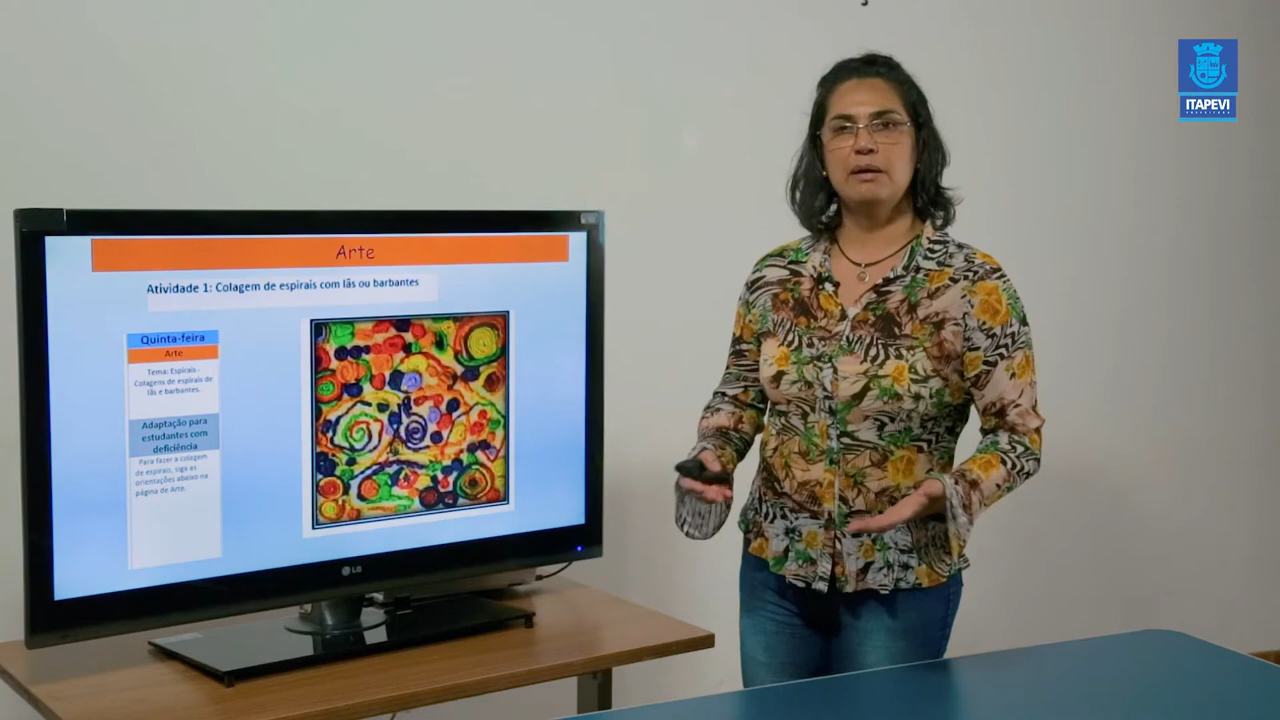 Arte
Atividade 1: Colagem de espirais com lãs ou barbantes
Quinta-feira
Arte
Tema: Espirais -
Colagens de espirais de
lãs e barbantes.
Adaptação para
estudantes com
deficiência
Para fazer a colagem
de espirais, siga as
orientações abaixo na
página de Arte.
LG
ITAPEVI
PREFEITURA